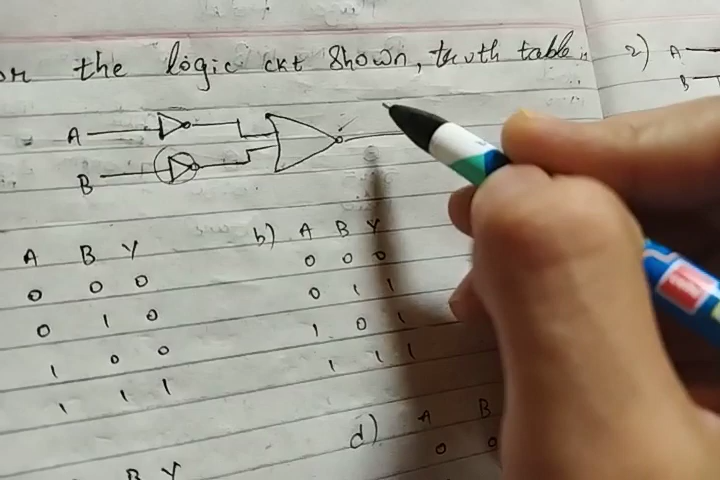 the logic ckt shown, truth table
2) A
B
A
B
A B Y
0 0 0
0 1 0
1 0 0
1 1 1
b) A B Y
0 0 0
0 1 1
1 0 1
1 1 1
d) A B
0 0
B Y